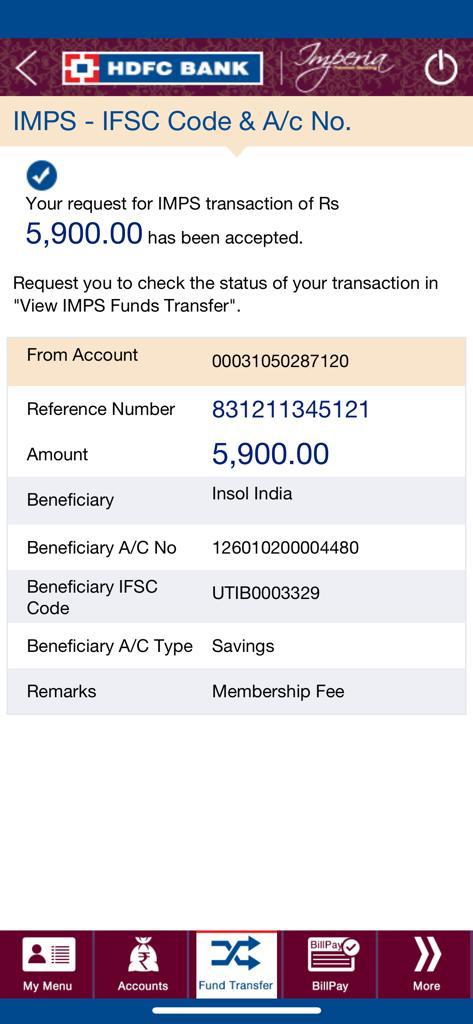 HDFC BANK
Imperia
IMPS - IFSC Code & A/c No.
Your request for IMPS transaction of Rs
5,900.00 has been accepted.
Request you to check the status of your transaction in
"View IMPS Funds Transfer".
From Account 00031050287120
Reference Number 831211345121
Amount 5,900.00
Beneficiary Insol India
Beneficiary A/C No 126010200004480
Beneficiary IFSC
Code UTIB0003329
Beneficiary A/C Type Savings
Remarks Membership Fee
BillPay
My Menu Accounts Fund Transfer BillPay More